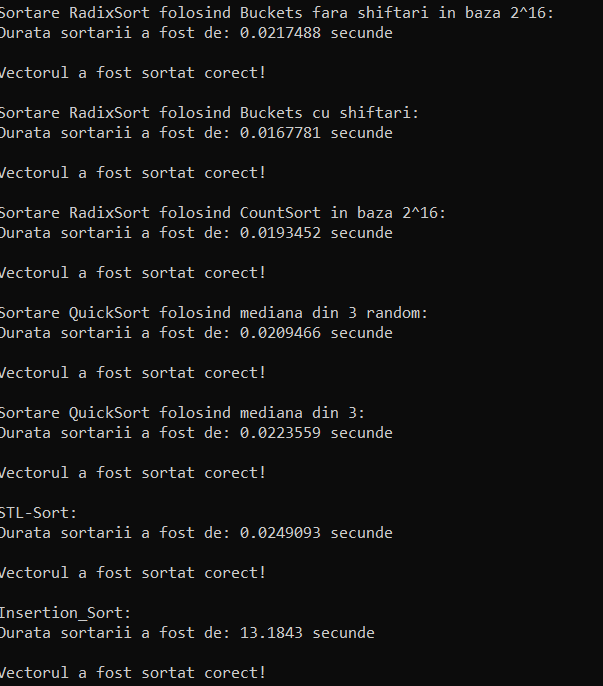 Sortare RadixSort folosind Buckets fara shiftari in baza 2^16:
Durata sortarii a fost de: 0.0217488 secunde
Vectorul a fost sortat corect!
Sortare RadixSort folosind Buckets cu shiftari:
Durata sortarii a fost de: 0.0167781 secunde
Vectorul a fost sortat corect!
Sortare RadixSort folosind CountSort in baza 2^16:
Durata sortarii a fost de: 0.0193452 secunde
Vectorul a fost sortat corect!
Sortare QuickSort folosind mediana din 3 random:
Durata sortarii a fost de: 0.0209466 secunde
Vectorul a fost sortat corect!
Sortare QuickSort folosind mediana din 3:
Durata sortarii a fost de: 0.0223559 secunde
Vectorul a fost sortat corect!
STL-Sort:
Durata sortarii a fost de: 0.0249093 secunde
Vectorul a fost sortat corect!
Insertion_Sort:
Durata sortarii a fost de: 13.1843 secunde
Vectorul a fost sortat corect!